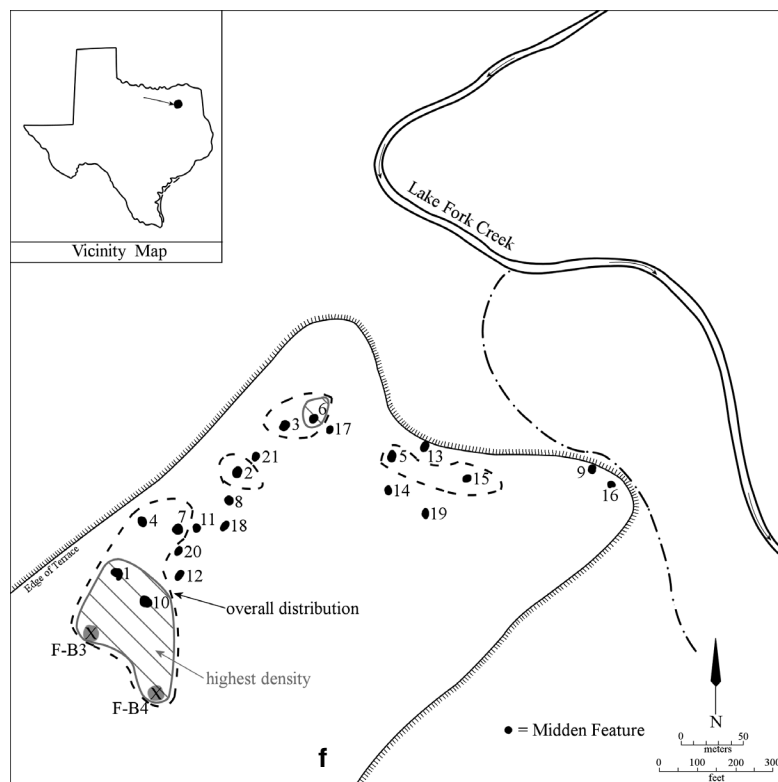 Vicinity Map
Lake Fork Creek
6
3
17
21
13
5
2
9
15
16
14
8
4
7
11
18
19
20
1
12
10
Edge of Terrace
overall distribution
F-B3
highest density
F-B4
N
= Midden Feature
0 50
meters
f
0 100 200 300
feet